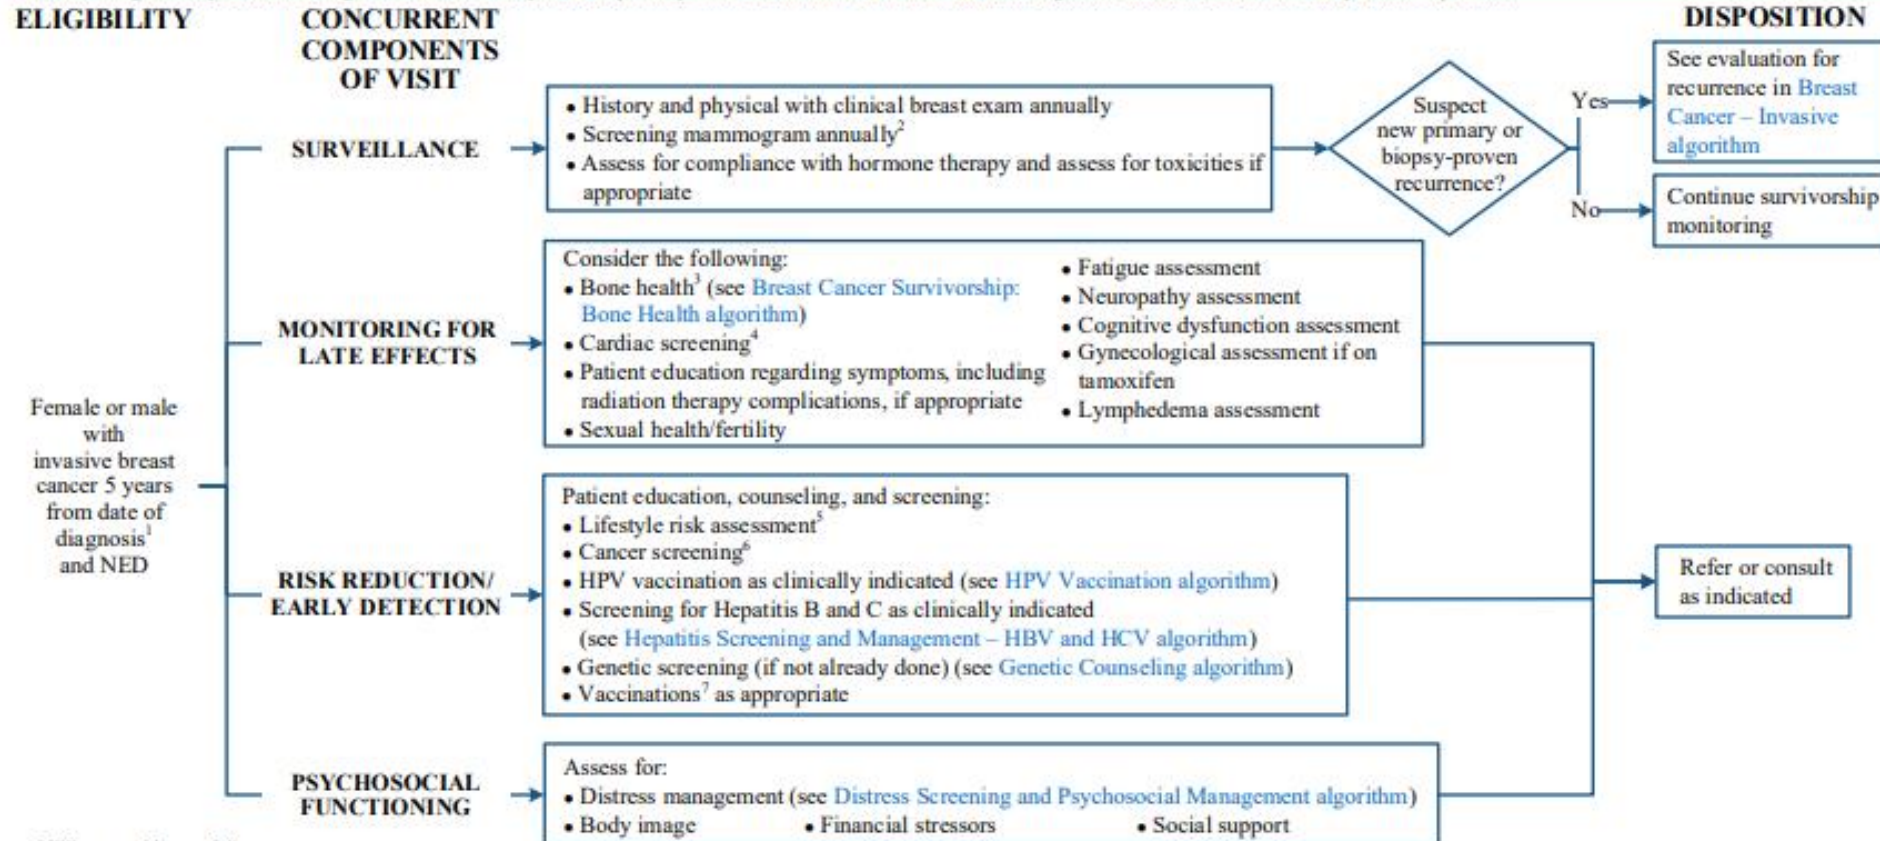 ELIGIBILITY
CONCURRENT
COMPONENTS
OF VISIT
DISPOSITION
Female or male
with
invasive breast
cancer 5 years
from date of
diagnosis¹
and NED
SURVEILLANCE
• History and physical with clinical breast exam annually
• Screening mammogram annually²
• Assess for compliance with hormone therapy and assess for toxicities if
appropriate
Suspect
new primary or
biopsy-proven
recurrence?
Yes
See evaluation for
recurrence in Breast
Cancer – Invasive
algorithm
No
Continue survivorship
monitoring
MONITORING FOR
LATE EFFECTS
Consider the following:
• Bone health³ (see Breast Cancer Survivorship:
Bone Health algorithm)
• Cardiac screening⁴
• Patient education regarding symptoms, including
radiation therapy complications, if appropriate
• Sexual health/fertility
• Fatigue assessment
• Neuropathy assessment
• Cognitive dysfunction assessment
• Gynecological assessment if on
tamoxifen
• Lymphedema assessment
RISK REDUCTION/
EARLY DETECTION
Patient education, counseling, and screening:
• Lifestyle risk assessment⁵
• Cancer screening⁶
• HPV vaccination as clinically indicated (see HPV Vaccination algorithm)
• Screening for Hepatitis B and C as clinically indicated
(see Hepatitis Screening and Management – HBV and HCV algorithm)
• Genetic screening (if not already done) (see Genetic Counseling algorithm)
• Vaccinations⁷ as appropriate
Refer or consult
as indicated
PSYCHOSOCIAL
FUNCTIONING
Assess for:
• Distress management (see Distress Screening and Psychosocial Management algorithm)
• Body image • Financial stressors • Social support